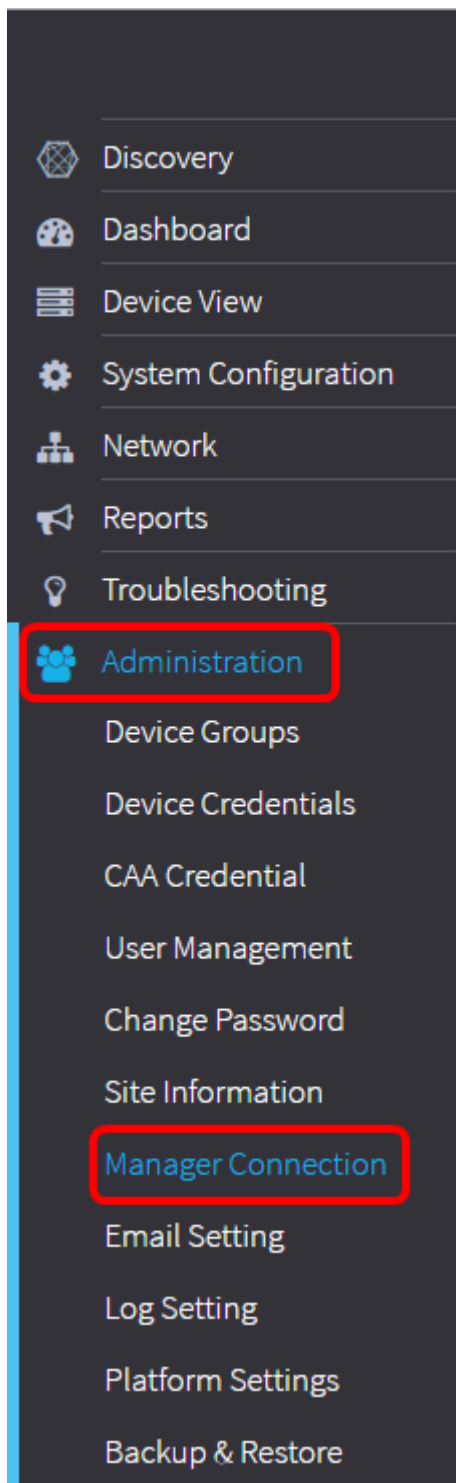 Discovery
Dashboard
Device View
System Configuration
Network
Reports
Troubleshooting
Administration
Device Groups
Device Credentials
CAA Credential
User Management
Change Password
Site Information
Manager Connection
Email Setting
Log Setting
Platform Settings
Backup & Restore